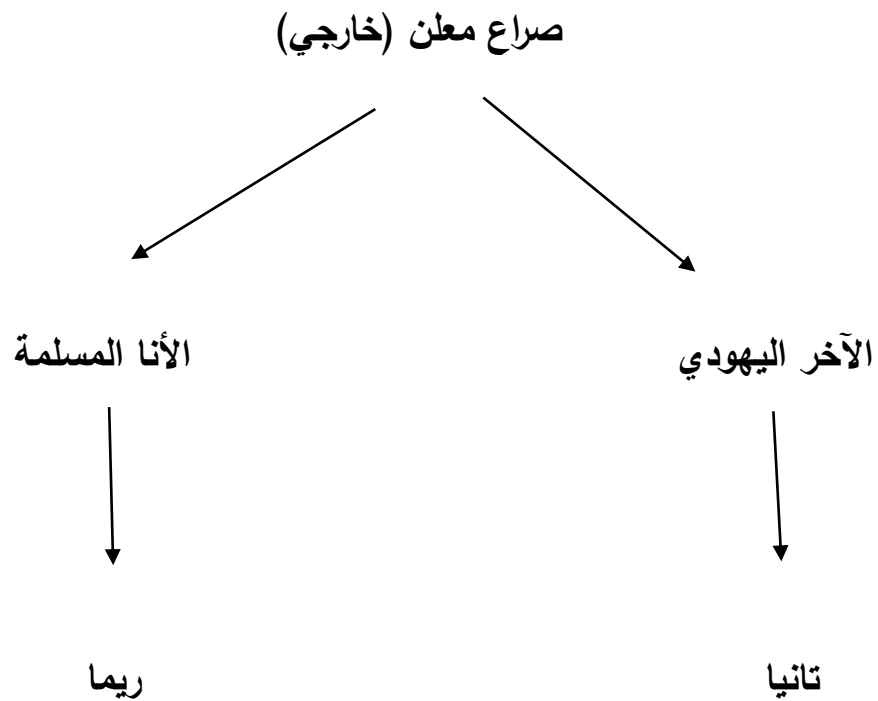 صراع معلن (خارجي)
الآخر اليهودي
الأنا المسلمة
تانيا
ريما